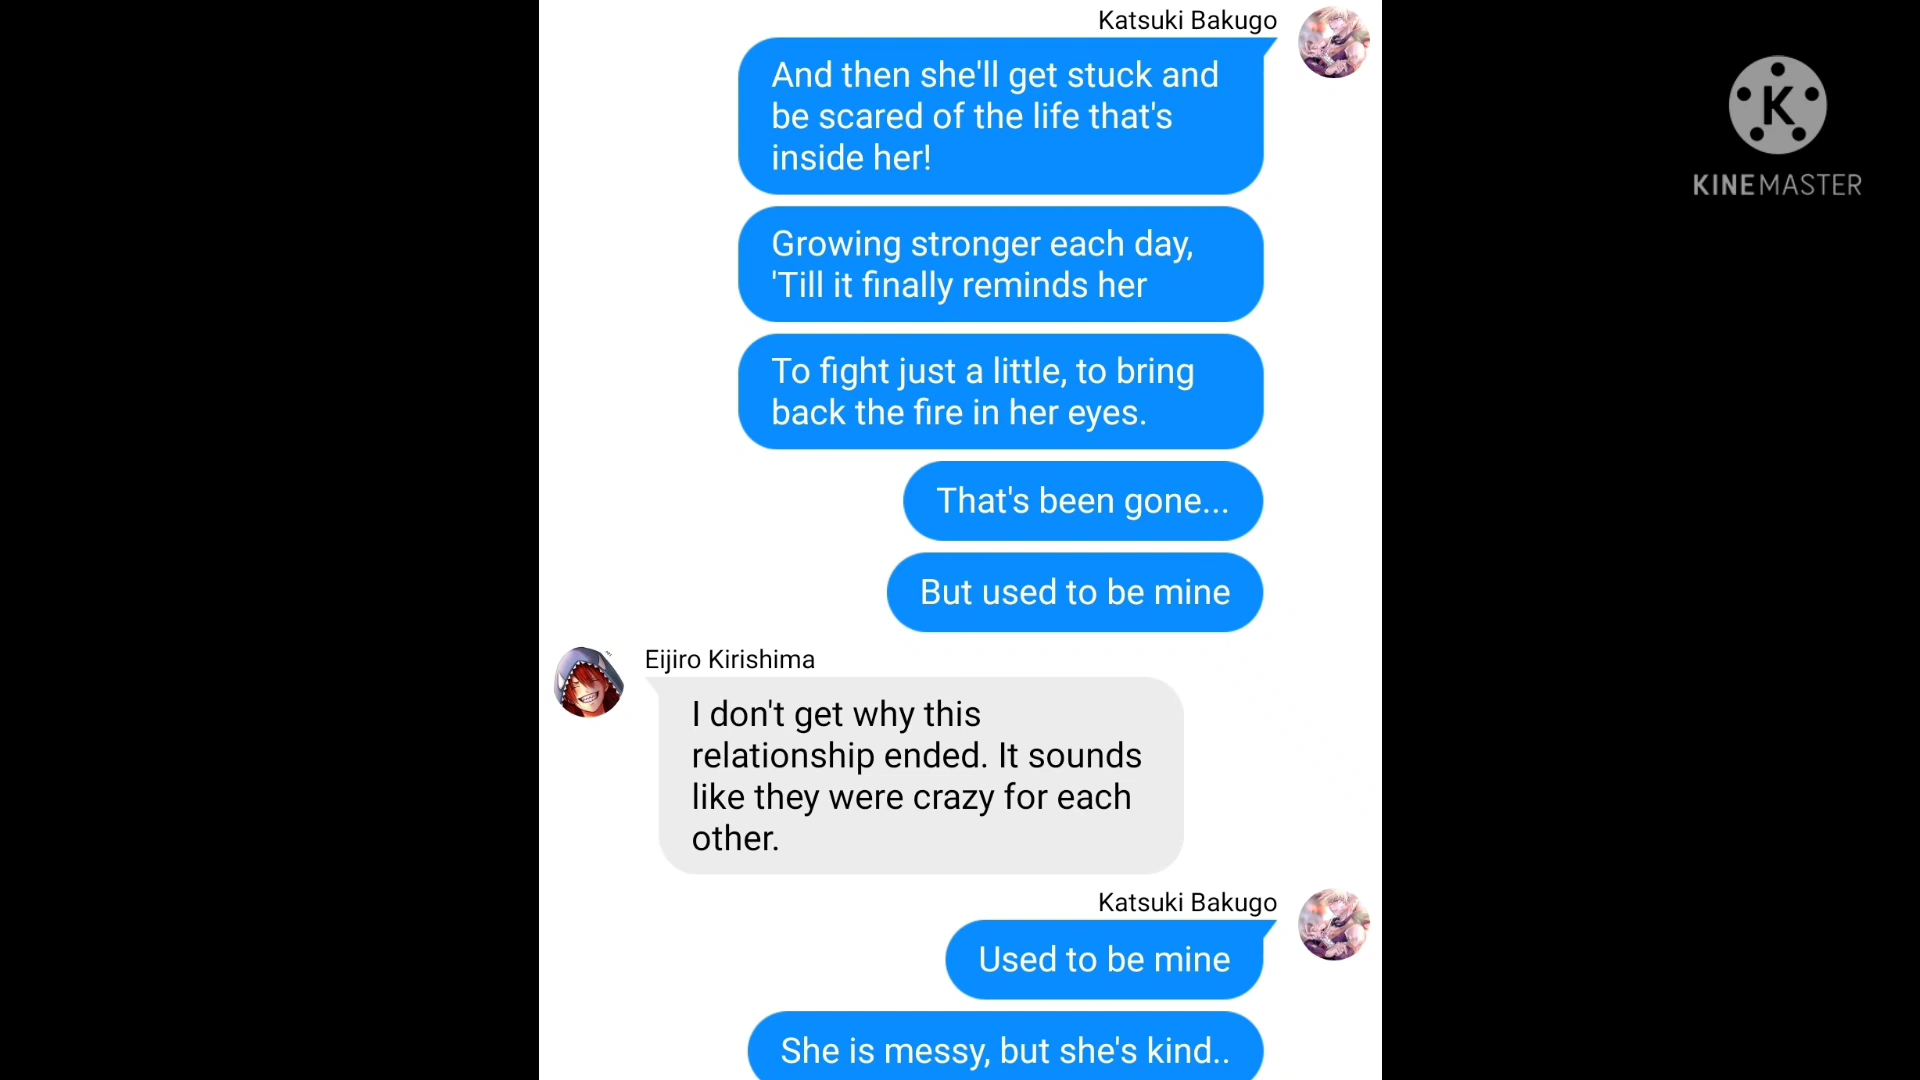 Katsuki Bakugo
And then she'll get stuck and
be scared of the life that's
inside her!
Growing stronger each day,
'Till it finally reminds her
To fight just a little, to bring
back the fire in her eyes.
That's been gone...
But used to be mine
Eijiro Kirishima
I don't get why this
relationship ended. It sounds
like they were crazy for each
other.
Katsuki Bakugo
Used to be mine
She is messy, but she's kind..
K
KINEMASTER